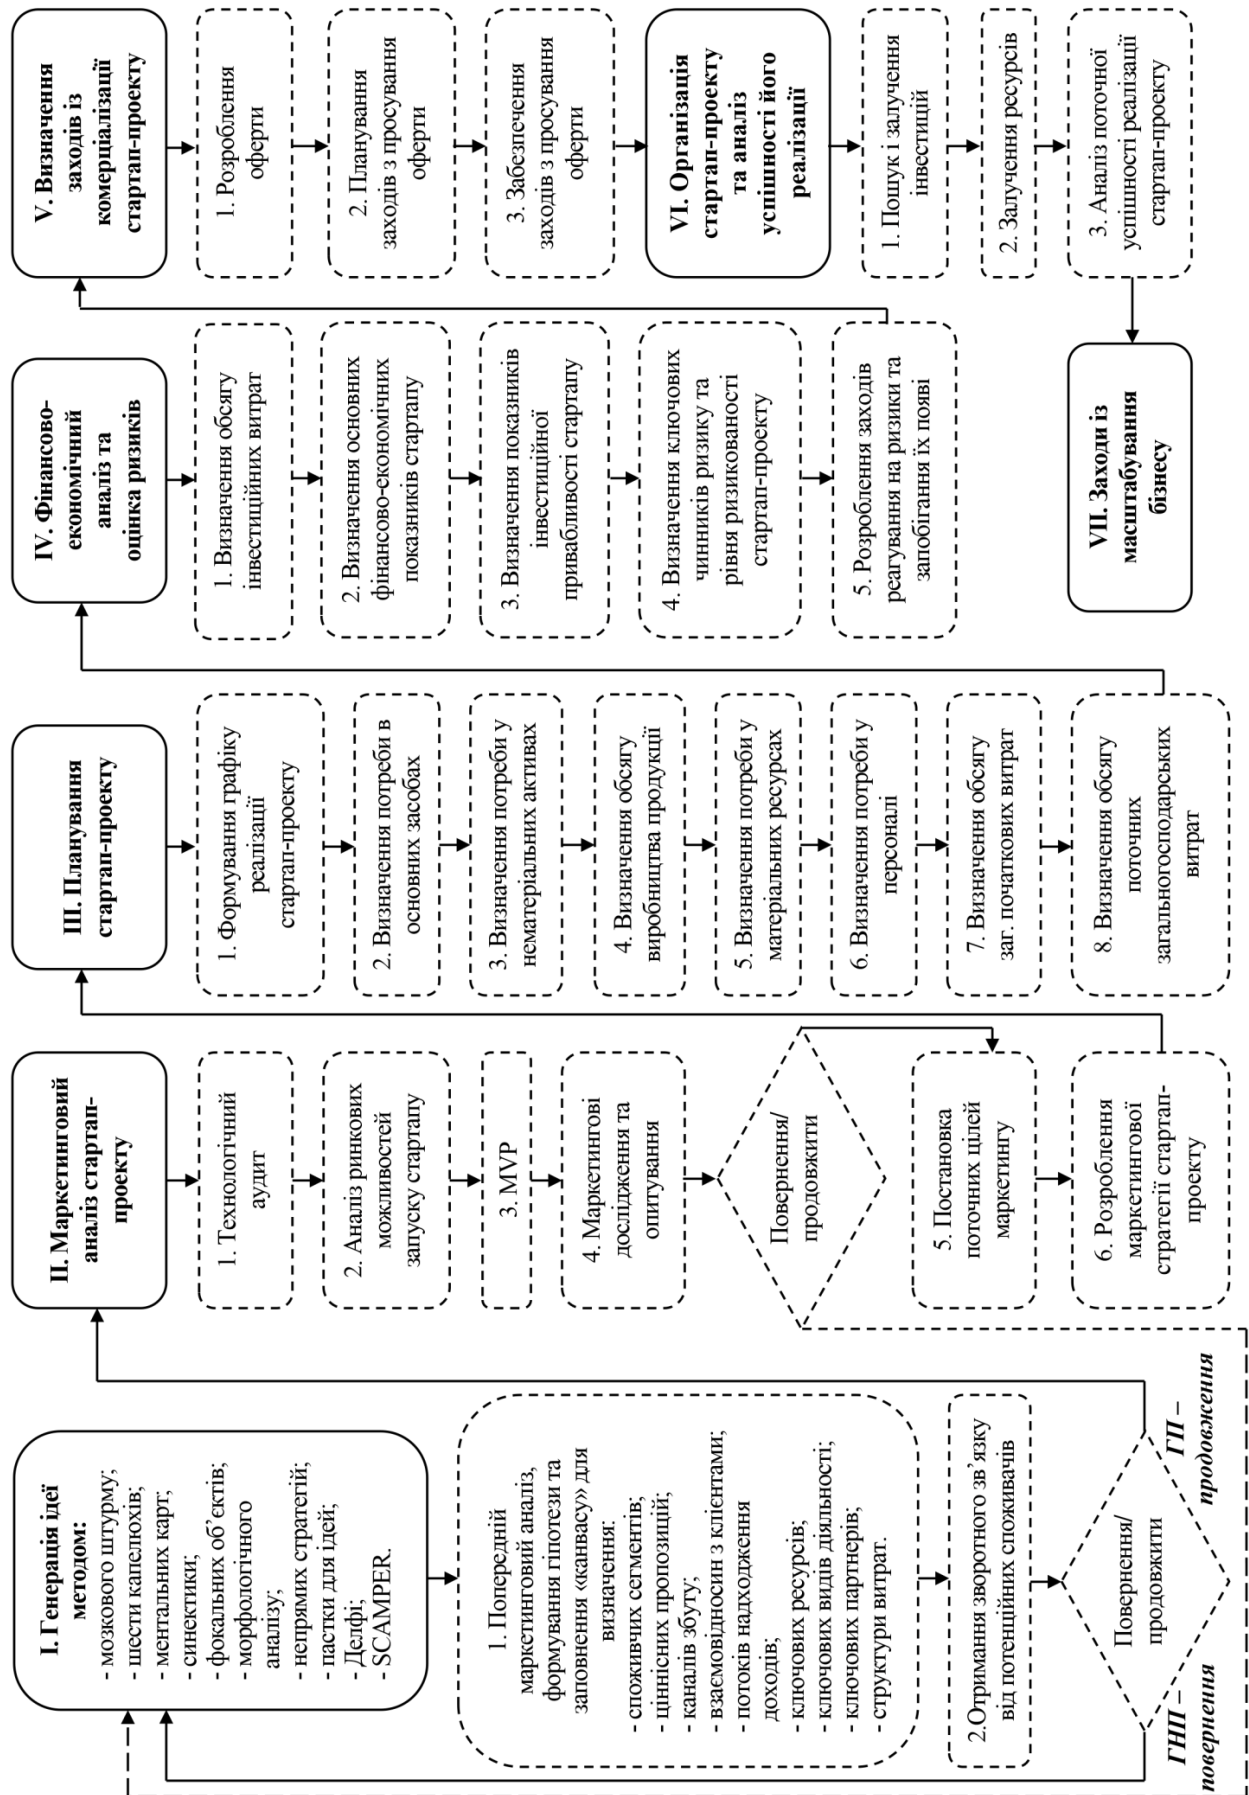 І. Генерація ідеї
методом:
- мозкового штурму;
- шести капелюхів;
- ментальних карт;
- синектики;
- фокальних об’єктів;
- морфологічного
аналізу;
- непрямих стратегій;
- пастки для ідей;
- Делфі;
- SCAMPER.
1. Попередній
маркетинговий аналіз,
формування гіпотези та
заповнення «канвасу» для
визначення:
- споживчих сегментів;
- ціннісних пропозицій;
- каналів збуту;
- взаємовідносин з клієнтами;
- потоків надходження
доходів;
- ключових ресурсів;
- ключових видів діяльності;
- ключових партнерів;
- структури витрат.
2.Отримання зворотного зв’язку
від потенційних споживачів
Повернення/
продовжити
ГНП –
повернення
ГП –
продовження
ІІ. Маркетинговий
аналіз стартап-
проекту
1. Технологічний
аудит
2. Аналіз ринкових
можливостей
запуску стартапу
3. MVP
4. Маркетингові
дослідження та
опитування
Повернення/
продовжити
5. Постановка
поточних цілей
маркетингу
6. Розроблення
маркетингової
стратегії стартап-
проекту
ІІІ. Планування
стартап-проекту
1. Формування графіку
реалізації
стартап-проекту
2. Визначення потреби в
основних засобах
3. Визначення потреби у
нематеріальних активах
4. Визначення обсягу
виробництва продукції
5. Визначення потреби у
матеріальних ресурсах
6. Визначення потреби у
персоналі
7. Визначення обсягу
заг. початкових витрат
8. Визначення обсягу
поточних
загальногосподарських
витрат
IV. Фінансово-
економічний
аналіз та
оцінка ризиків
1. Визначення обсягу
інвестиційних витрат
2. Визначення основних
фінансово-економічних
показників стартапу
3. Визначення показників
інвестиційної
привабливості стартапу
4. Визначення ключових
чинників ризику та
рівня ризикованості
стартап-проекту
5. Розроблення заходів
реагування на ризики та
запобігання їх появі
V. Визначення
заходів із
комерціалізації
стартап-проекту
1. Розроблення
оферти
2. Планування
заходів з просування
оферти
3. Забезпечення
заходів з просування
оферти
VI. Організація
стартап-проекту
та аналіз
успішності його
реалізації
1. Пошук і залучення
інвестицій
2. Залучення ресурсів
3. Аналіз поточної
успішності реалізації
стартап-проекту
VII. Заходи із
масштабування
бізнесу